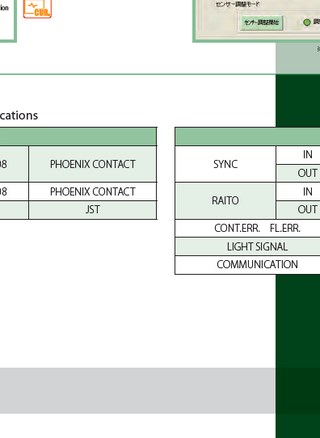 ion
CUL
センサー調整モード
センサー調整開始
cations
08 PHOENIX CONTACT
08 PHOENIX CONTACT
JST
SYNC IN
OUT
RAITO IN
OUT
CONT.ERR. FL.ERR.
LIGHT SIGNAL
COMMUNICATION